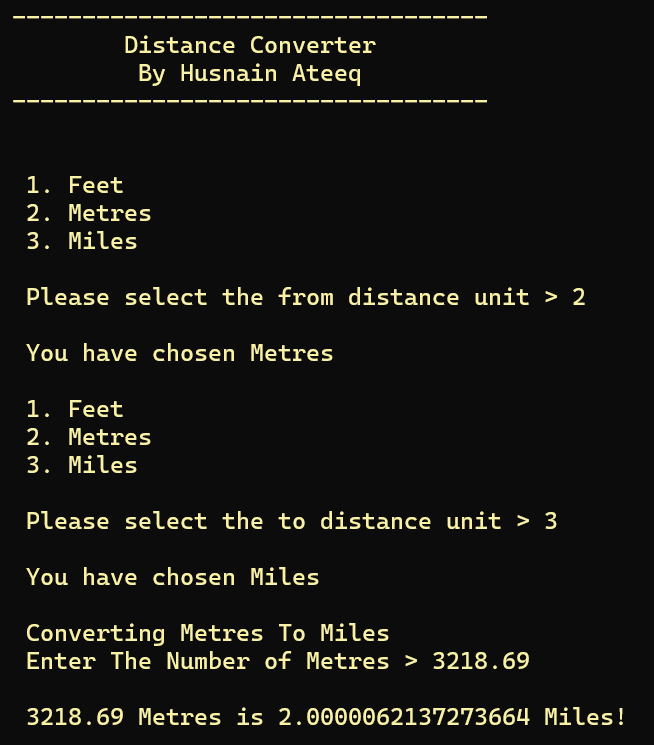 ----------------------------------
Distance Converter
By Husnain Ateeq
----------------------------------
1. Feet
2. Metres
3. Miles
Please select the from distance unit > 2
You have chosen Metres
1. Feet
2. Metres
3. Miles
Please select the to distance unit > 3
You have chosen Miles
Converting Metres To Miles
Enter The Number of Metres > 3218.69
3218.69 Metres is 2.0000062137273664 Miles!